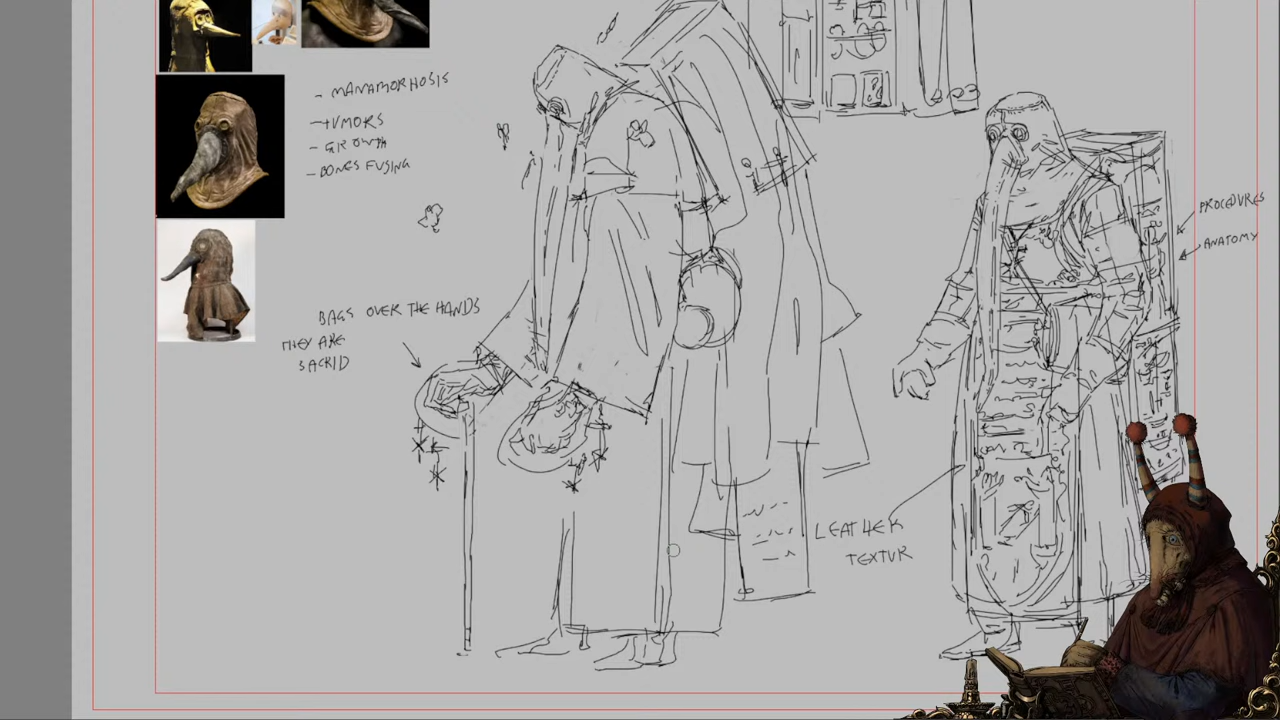 - MANAMORHOSIS
- TUMORS
- GROWTH
- BONES FUSING
BAGS OVER THE HANDS
THEY ARE
SACRID
PROCEDURES
ANATOMY
LEATHER
TEXTUR